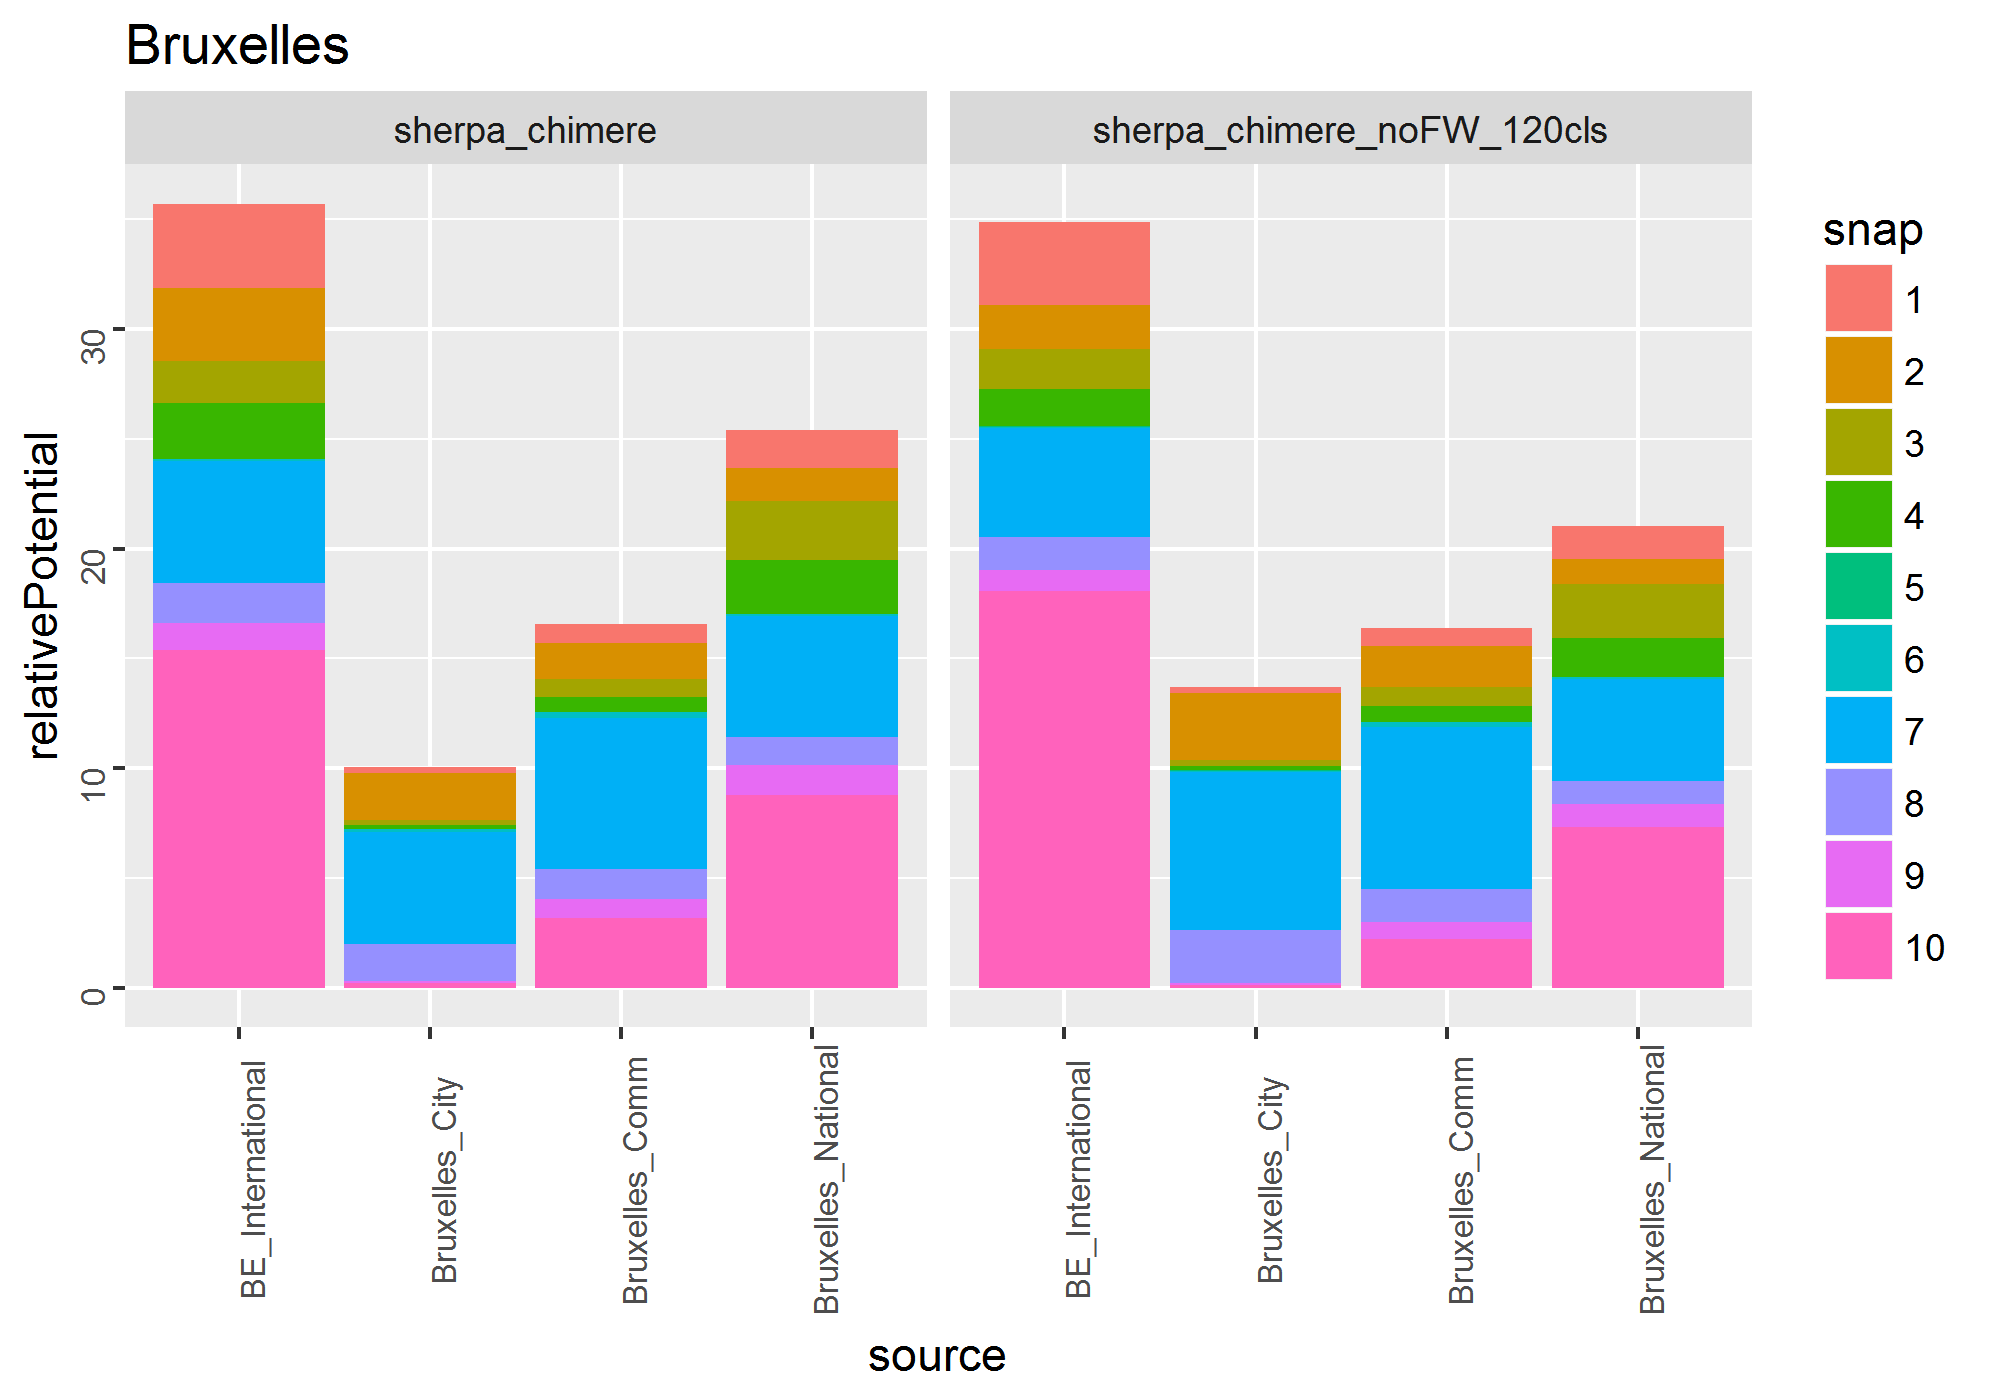 Bruxelles
sherpa_chimere
sherpa_chimere_noFW_120cls
relativePotential
30
20
10
0
BE_International
Bruxelles_City
Bruxelles_Comm
Bruxelles_National
BE_International
Bruxelles_City
Bruxelles_Comm
Bruxelles_National
source
snap
1
2
3
4
5
6
7
8
9
10